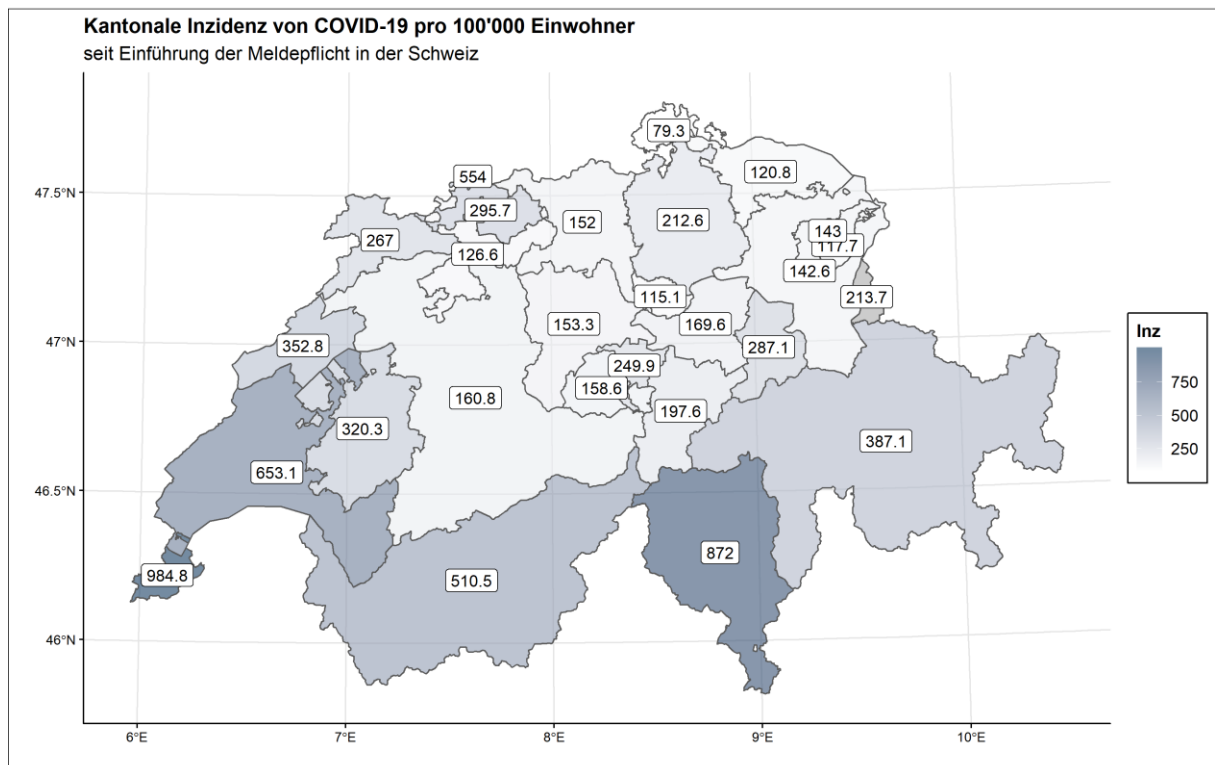 Kantonale Inzidenz von COVID-19 pro 100'000 Einwohner
seit Einführung der Meldepflicht in der Schweiz
79.3
120.8
554
295.7
152
212.6
143
117.7
267
126.6
142.6
115.1
213.7
153.3
169.6
352.8
287.1
249.9
158.6
160.8
197.6
320.3
387.1
653.1
872
984.8
510.5
47.5°N
47°N
46.5°N
46°N
6°E
7°E
8°E
9°E
10°E
Inz
750
500
250